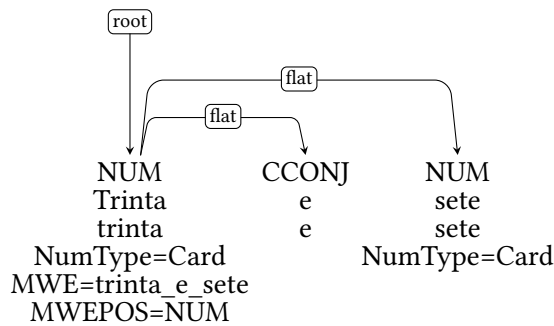 root
flat
flat
NUM CCONJ NUM
Trinta e sete
trinta e sete
NumType=Card NumType=Card
MWE=trinta_e_sete
MWEPOS=NUM